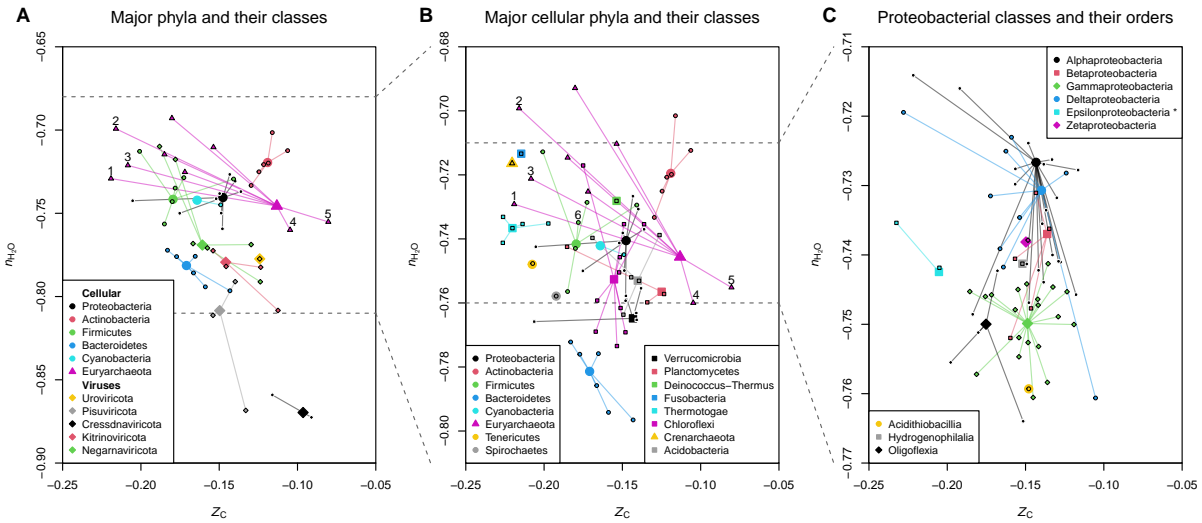 A Major phyla and their classes
−0.65
−0.70
−0.75
−0.80
−0.85
−0.90
nH₂O
2
3
1
4
5
Cellular
Proteobacteria
Actinobacteria
Firmicutes
Bacteroidetes
Cyanobacteria
Euryarchaeota
Viruses
Uroviricota
Pisuviricota
Cressdnaviricota
Kitrinoviricota
Negarnaviricota
−0.25 −0.20 −0.15 −0.10 −0.05
ZC
B Major cellular phyla and their classes
−0.68
−0.70
−0.72
−0.74
−0.76
−0.78
−0.80
nH₂O
2
3
1
6
5
4
Proteobacteria
Actinobacteria
Firmicutes
Bacteroidetes
Cyanobacteria
Euryarchaeota
Tenericutes
Spirochaetes
Verrucomicrobia
Planctomycetes
Deinococcus−Thermus
Fusobacteria
Thermotogae
Chloroflexi
Crenarchaeota
Acidobacteria
−0.25 −0.20 −0.15 −0.10 −0.05
ZC
C Proteobacterial classes and their orders
−0.71
−0.72
−0.73
−0.74
−0.75
−0.76
−0.77
nH₂O
Alphaproteobacteria
Betaproteobacteria
Gammaproteobacteria
Deltaproteobacteria
Epsilonproteobacteria *
Zetaproteobacteria
Acidithiobacillia
Hydrogenophilalia
Oligoflexia
−0.25 −0.20 −0.15 −0.10 −0.05
ZC